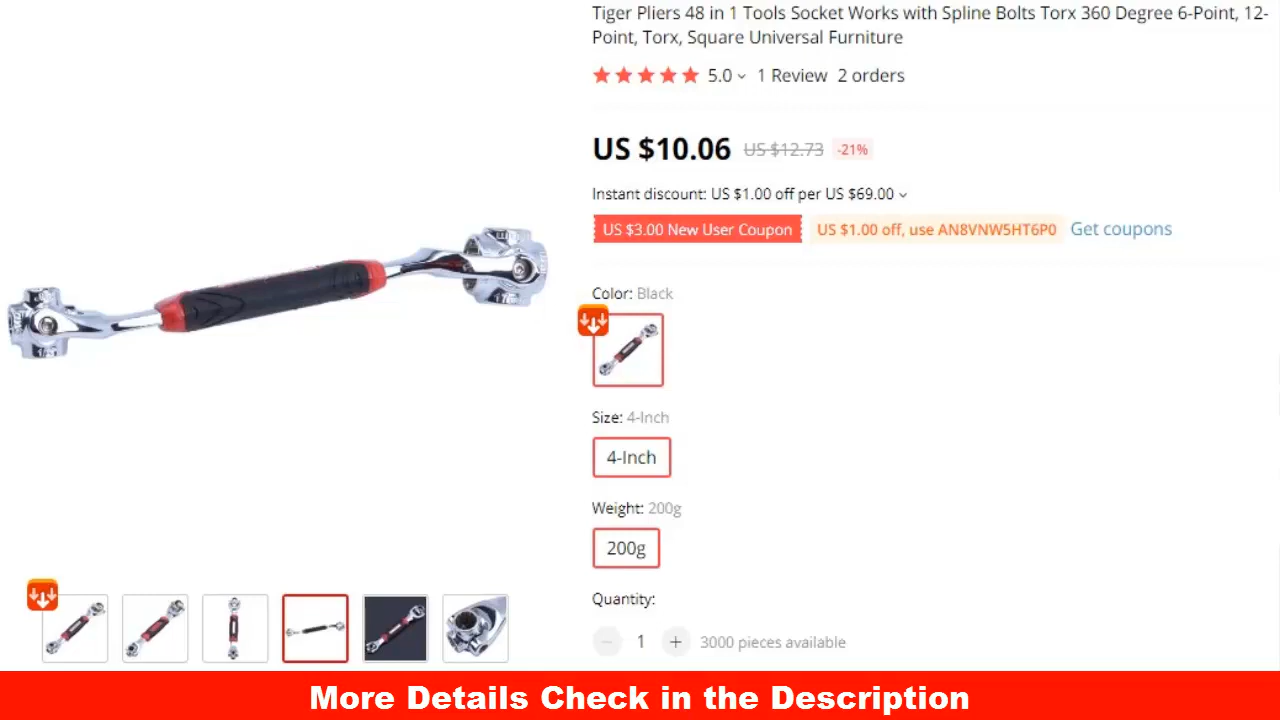 Tiger Pliers 48 in 1 Tools Socket Works with Spline Bolts Torx 360 Degree 6-Point, 12-
Point, Torx, Square Universal Furniture
5.0 1 Review 2 orders
US $10.06 US $12.73 -21%
Instant discount: US $1.00 off per US $69.00
US $3.00 New User Coupon US $1.00 off, use AN8VNW5HT6P0 Get coupons
Color: Black
Size: 4-Inch
4-Inch
Weight: 200g
200g
Quantity:
1 + 3000 pieces available
More Details Check in the Description